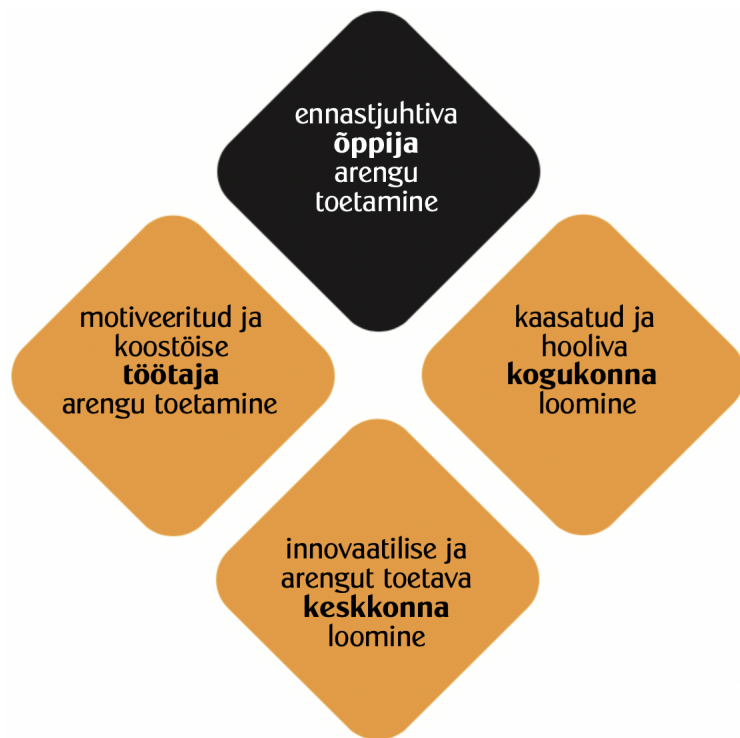 ennastjuhtiva
õppija
arengu
toetamine
motiveeritud ja
koostöise
töötaja
arengu toetamine
kaasatud ja
hooliva
kogukonna
loomine
innovaatilise ja
arengut toetava
keskkonna
loomine